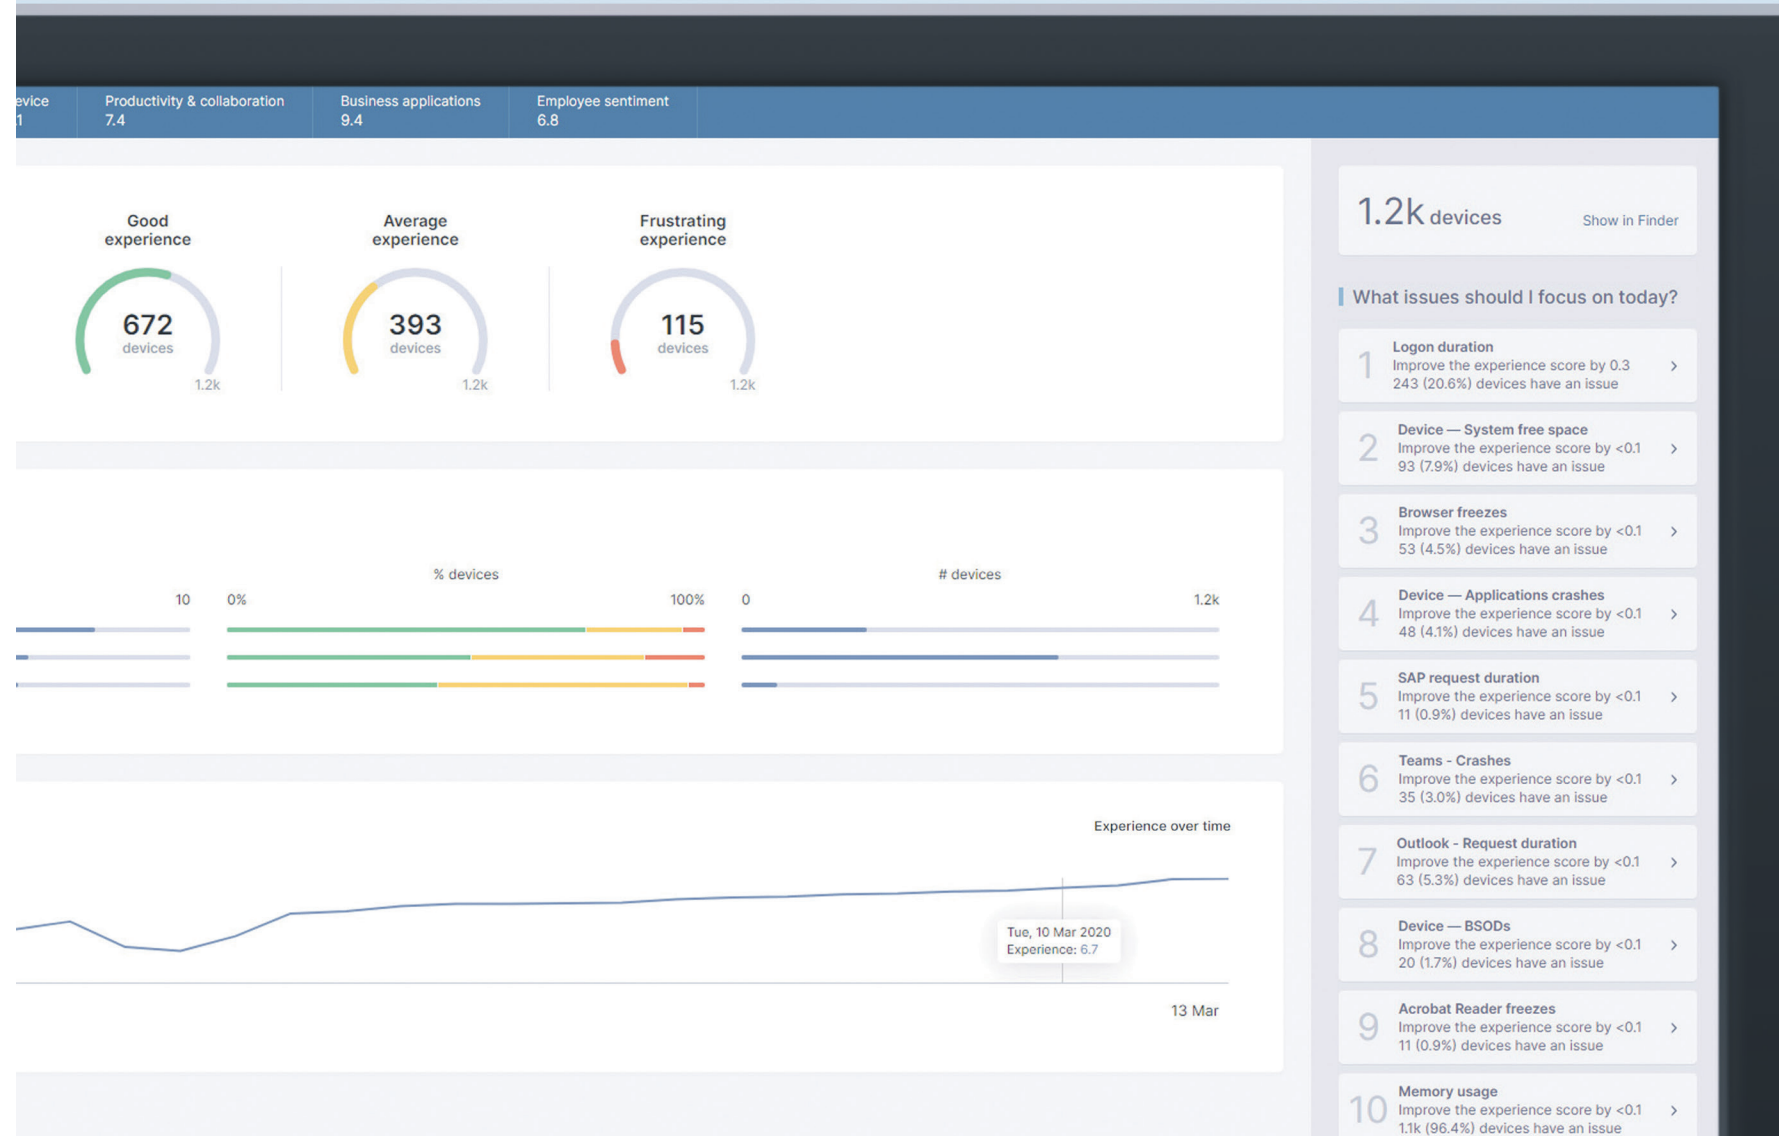 evice
.1
Productivity & collaboration
7.4
Business applications
9.4
Employee sentiment
6.8
Good
experience
672
devices
1.2k
Average
experience
393
devices
1.2k
Frustrating
experience
115
devices
1.2k
% devices
# devices
10
0%
100%
0
1.2k
Experience over time
Tue, 10 Mar 2020
Experience: 6.7
13 Mar
1.2k devices
Show in Finder
What issues should I focus on today?
1
Logon duration
Improve the experience score by 0.3
243 (20.6%) devices have an issue
2
Device — System free space
Improve the experience score by <0.1
93 (7.9%) devices have an issue
3
Browser freezes
Improve the experience score by <0.1
53 (4.5%) devices have an issue
4
Device — Applications crashes
Improve the experience score by <0.1
48 (4.1%) devices have an issue
5
SAP request duration
Improve the experience score by <0.1
11 (0.9%) devices have an issue
6
Teams - Crashes
Improve the experience score by <0.1
35 (3.0%) devices have an issue
7
Outlook - Request duration
Improve the experience score by <0.1
63 (5.3%) devices have an issue
8
Device — BSODs
Improve the experience score by <0.1
20 (1.7%) devices have an issue
9
Acrobat Reader freezes
Improve the experience score by <0.1
11 (0.9%) devices have an issue
10
Memory usage
Improve the experience score by <0.1
1.1k (96.4%) devices have an issue